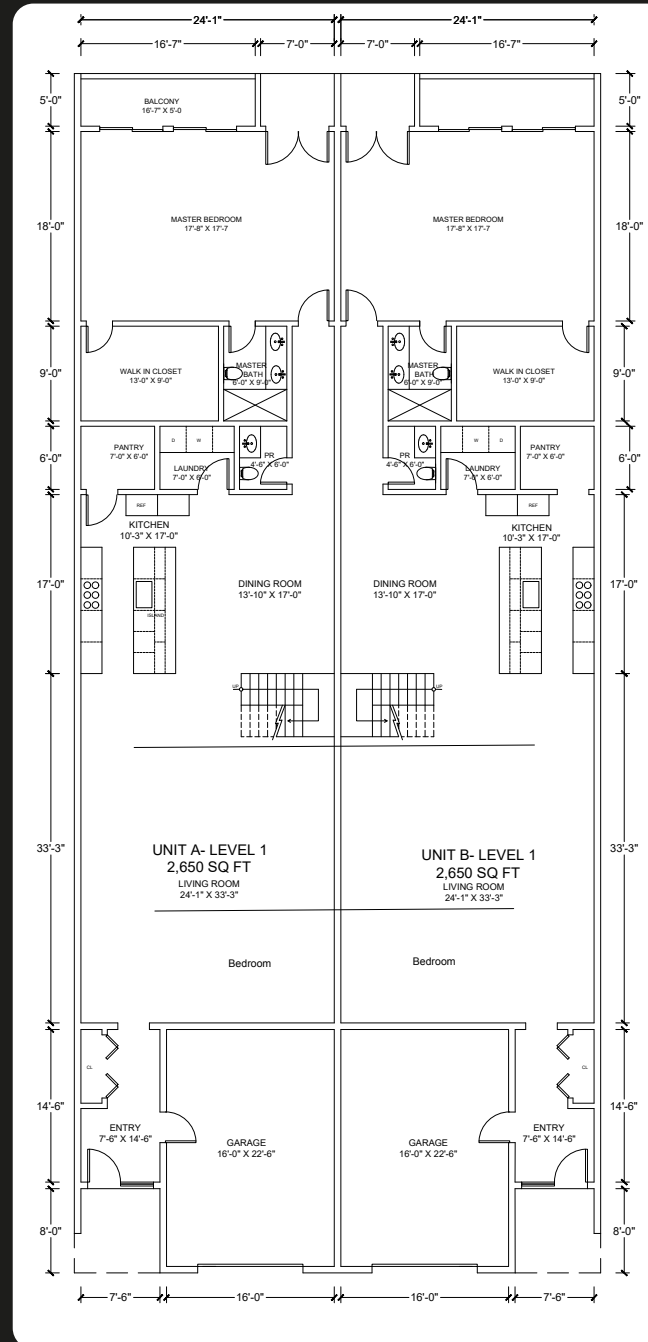 24'-1" 24'-1"
16'-7" 7'-0" 7'-0" 16'-7"
5'-0" 5'-0"
BALCONY
16'-7" X 5'-0
18'-0" 18'-0"
MASTER BEDROOM MASTER BEDROOM
17'-8" X 17'-7 17'-8" X 17'-7
9'-0" 9'-0"
WALK IN CLOSET
13'-0" X 9'-0"
MASTER
BATH
6'-0" X 9'-0"
MASTER
BATH
6'-0" X 9'-0"
WALK IN CLOSET
13'-0" X 9'-0"
6'-0" 6'-0"
PANTRY
7'-0" X 6'-0"
D W
LAUNDRY
7'-0" X 6'-0"
PR
4'-6" X 6'-0"
PR
4'-6" X 6'-0"
W D
LAUNDRY
7'-0" X 6'-0"
PANTRY
7'-0" X 6'-0"
REF REF
KITCHEN
10'-3" X 17'-0"
KITCHEN
10'-3" X 17'-0"
17'-0" 17'-0"
DINING ROOM
13'-10" X 17'-0"
DINING ROOM
13'-10" X 17'-0"
ISLAND
UP UP
33'-3" 33'-3"
UNIT A- LEVEL 1
2,650 SQ FT
LIVING ROOM
24'-1" X 33'-3"
UNIT B- LEVEL 1
2,650 SQ FT
LIVING ROOM
24'-1" X 33'-3"
Bedroom Bedroom
CL CL
14'-6" 14'-6"
ENTRY
7'-6" X 14'-6"
ENTRY
7'-6" X 14'-6"
GARAGE
16'-0" X 22'-6"
GARAGE
16'-0" X 22'-6"
8'-0" 8'-0"
7'-6" 16'-0" 16'-0" 7'-6"